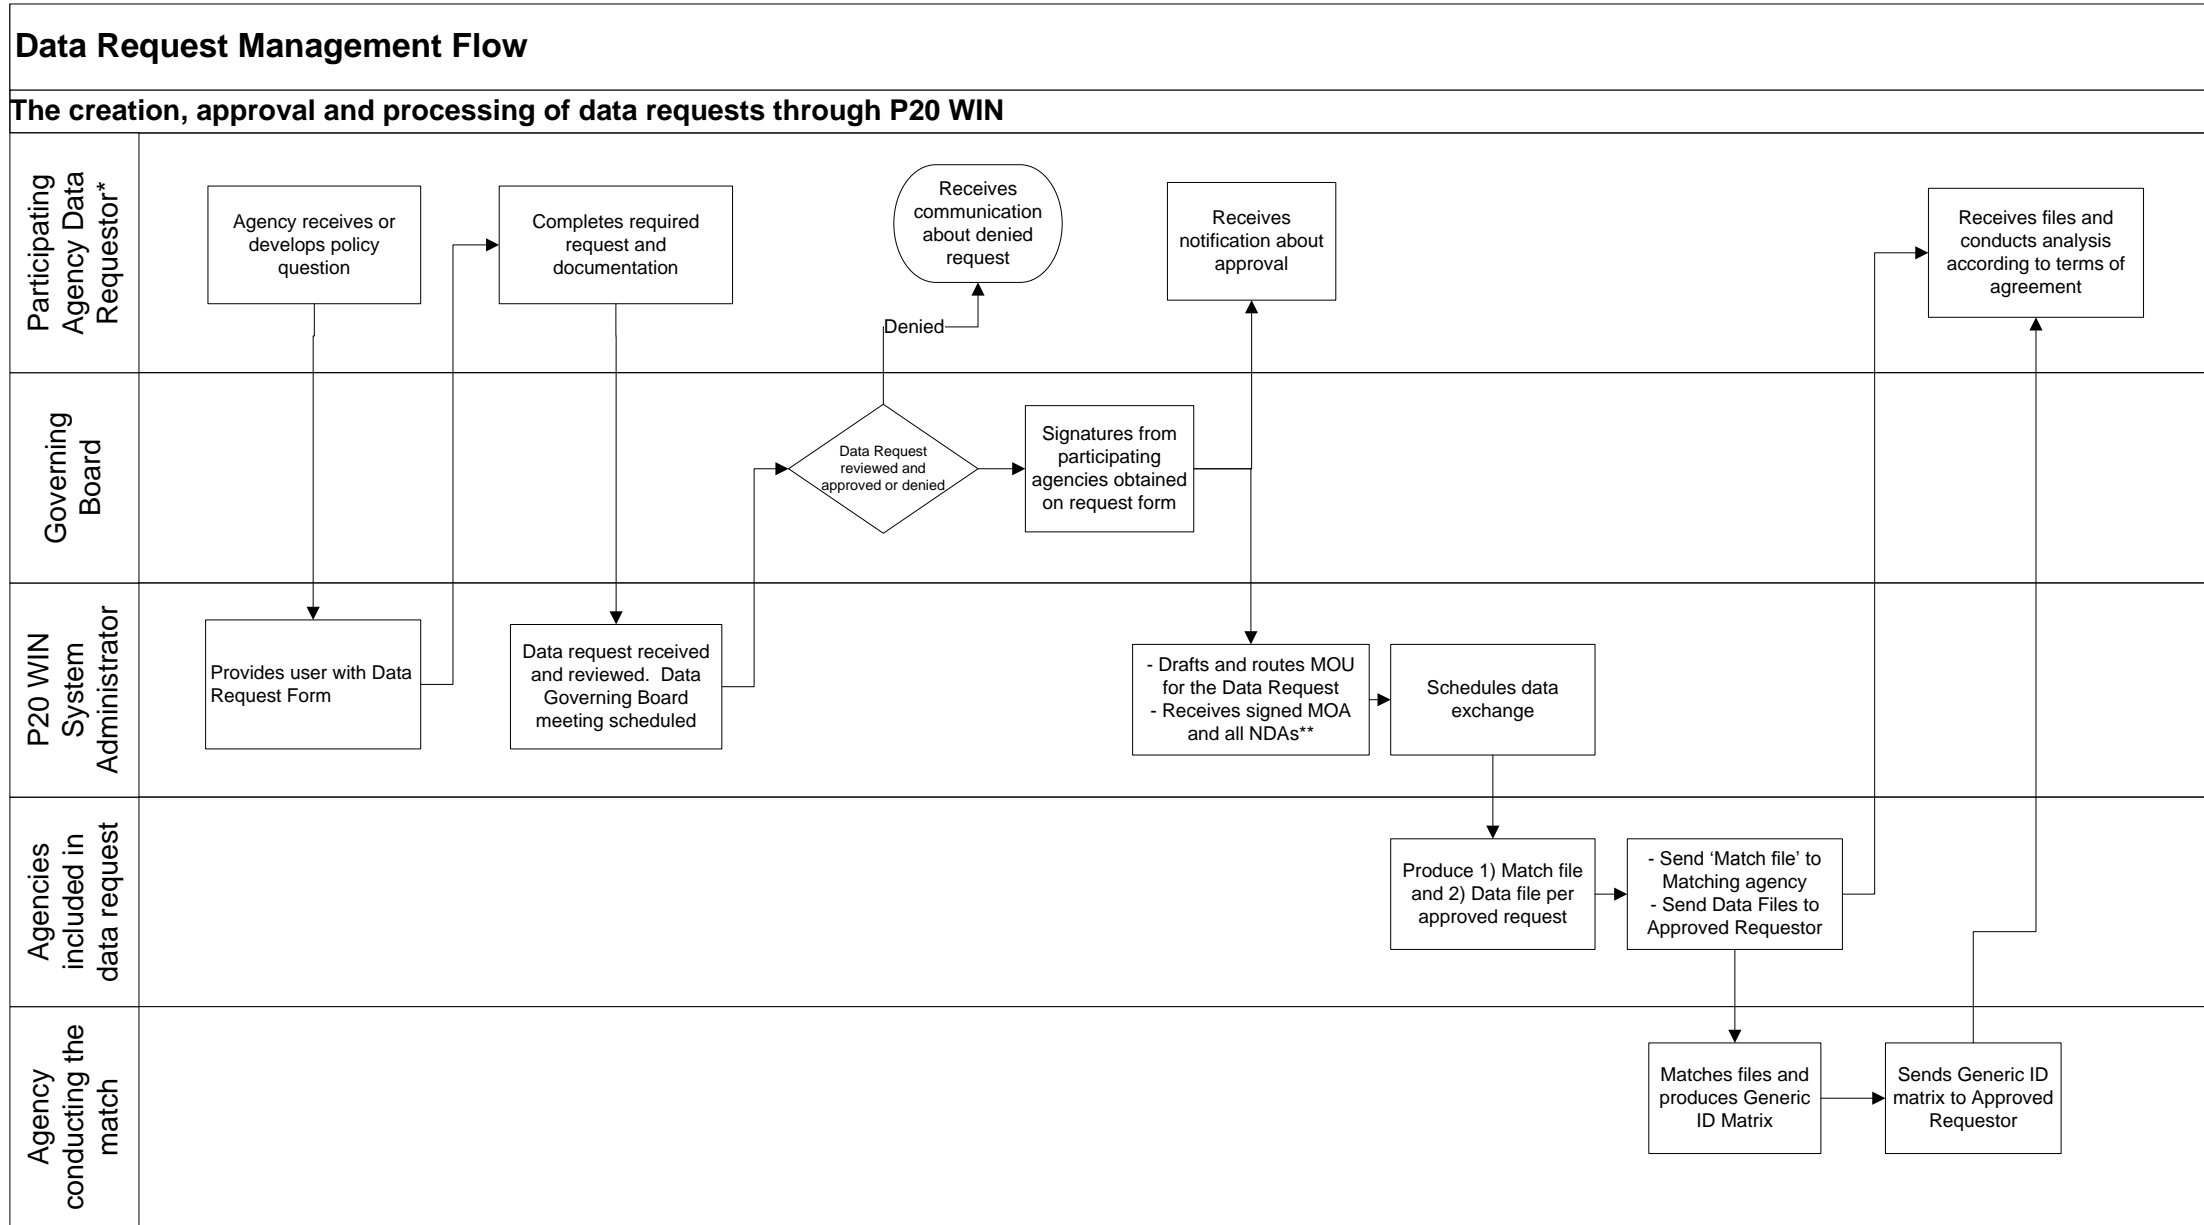 Data Request Management Flow
The creation, approval and processing of data requests through P20 WIN
Participating
Agency Data
Requestor*
Agency receives or
develops policy
question
Completes required
request and
documentation
Receives
communication
about denied
request
Denied
Receives
notification about
approval
Receives files and
conducts analysis
according to terms of
agreement
Governing
Board
Data Request
reviewed and
approved or denied
Signatures from
participating
agencies obtained
on request form
P20 WIN
System
Administrator
Provides user with Data
Request Form
Data request received
and reviewed.  Data
Governing Board
meeting scheduled
- Drafts and routes MOU
for the Data Request
- Receives signed MOA
and all NDAs**
Schedules data
exchange
Agencies
included in
data request
Produce 1) Match file
and 2) Data file per
approved request
- Send ‘Match file’ to
Matching agency
- Send Data Files to
Approved Requestor
Agency
conducting the
match
Matches files and
produces Generic
ID Matrix
Sends Generic ID
matrix to Approved
Requestor